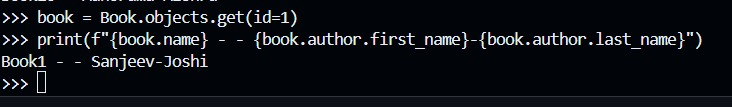 >>> book = Book.objects.get(id=1)
>>> print(f"{book.name} - - {book.author.first_name}-{book.author.last_name}")
Book1 - - Sanjeev-Joshi
>>>